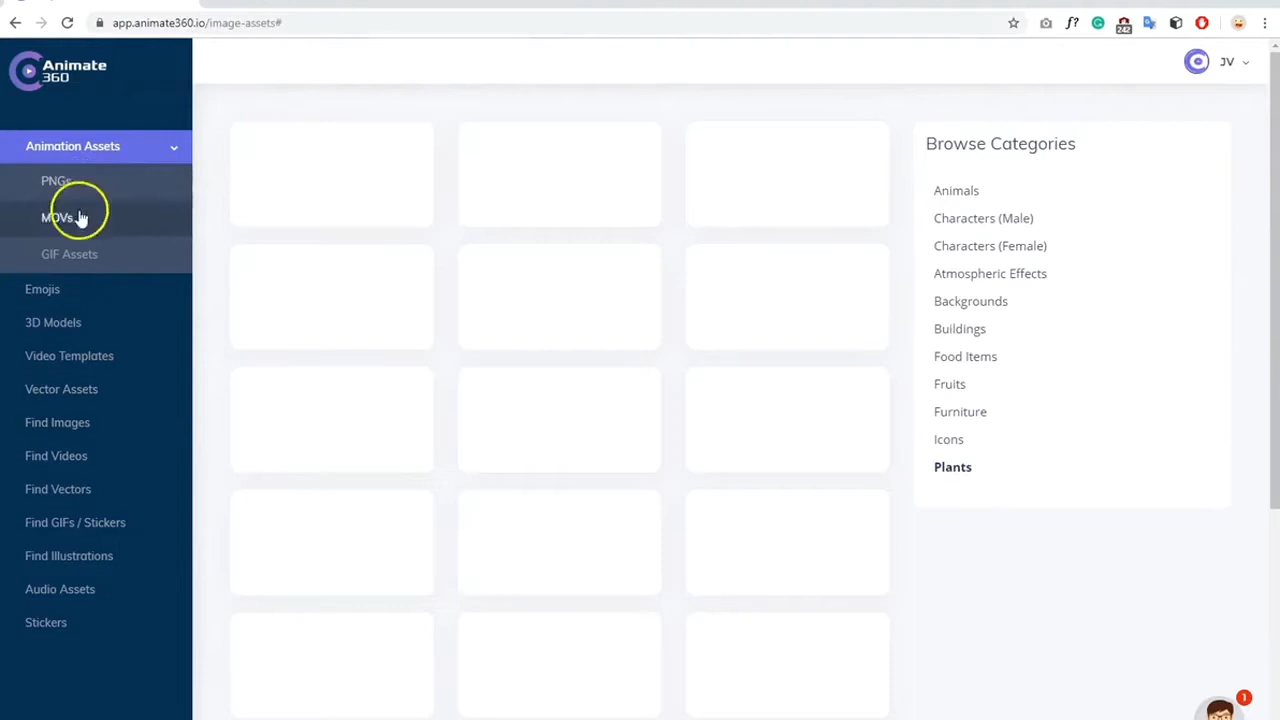 app.animate360.io/image-assets#
f?
242
Animate
360
JV
Animation Assets
PNGs
MOVs
GIF Assets
Emojis
3D Models
Video Templates
Vector Assets
Find Images
Find Videos
Find Vectors
Find GIFs / Stickers
Find Illustrations
Audio Assets
Stickers
Browse Categories
Animals
Characters (Male)
Characters (Female)
Atmospheric Effects
Backgrounds
Buildings
Food Items
Fruits
Furniture
Icons
Plants
1